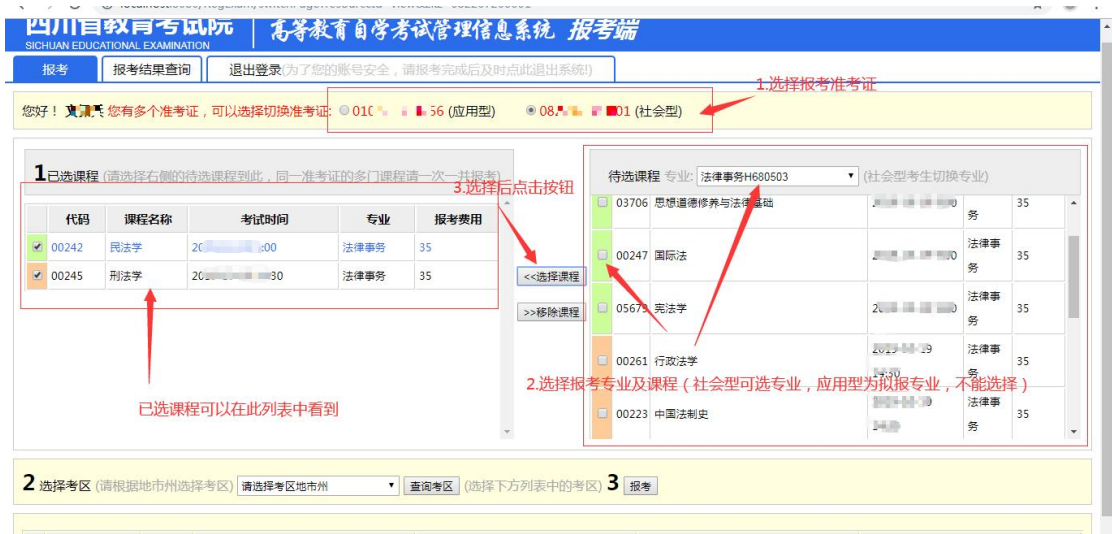 四川省教育考试院
SICHUAN EDUCATIONAL EXAMINATION
高等教育自学考试管理信息系统 报考端
报考 报考结果查询 退出登录(为了您的账号安全，请报考完成后及时点此退出系统!)
1.选择报考准考证
您好！ 您有多个准考证，可以选择切换准考证: (应用型) (社会型)
1已选课程 (请选择右侧的待选课程到此，同一准考证的多门课程请一次一共报考)
3.选择后点击按钮
代码 课程名称 考试时间 专业 报考费用
00242 民法学 法律事务 35
00245 刑法学 法律事务 35
已选课程可以在此列表中看到
<<选择课程
>>移除课程
待选课程 专业: 法律事务H680503 (社会型考生切换专业)
03706 思想道德修养与法律基础 务 35
00247 国际法 法律事务 35
05679 宪法学 法律事务 35
00261 行政法学 法律事务 35
2.选择报考专业及课程（社会型可选专业，应用型为拟报专业，不能选择）
00223 中国法制史 法律事务 35
2 选择考区 (请根据地市州选择考区) 请选择考区地市州 查询考区 (选择下方列表中的考区) 3 报考